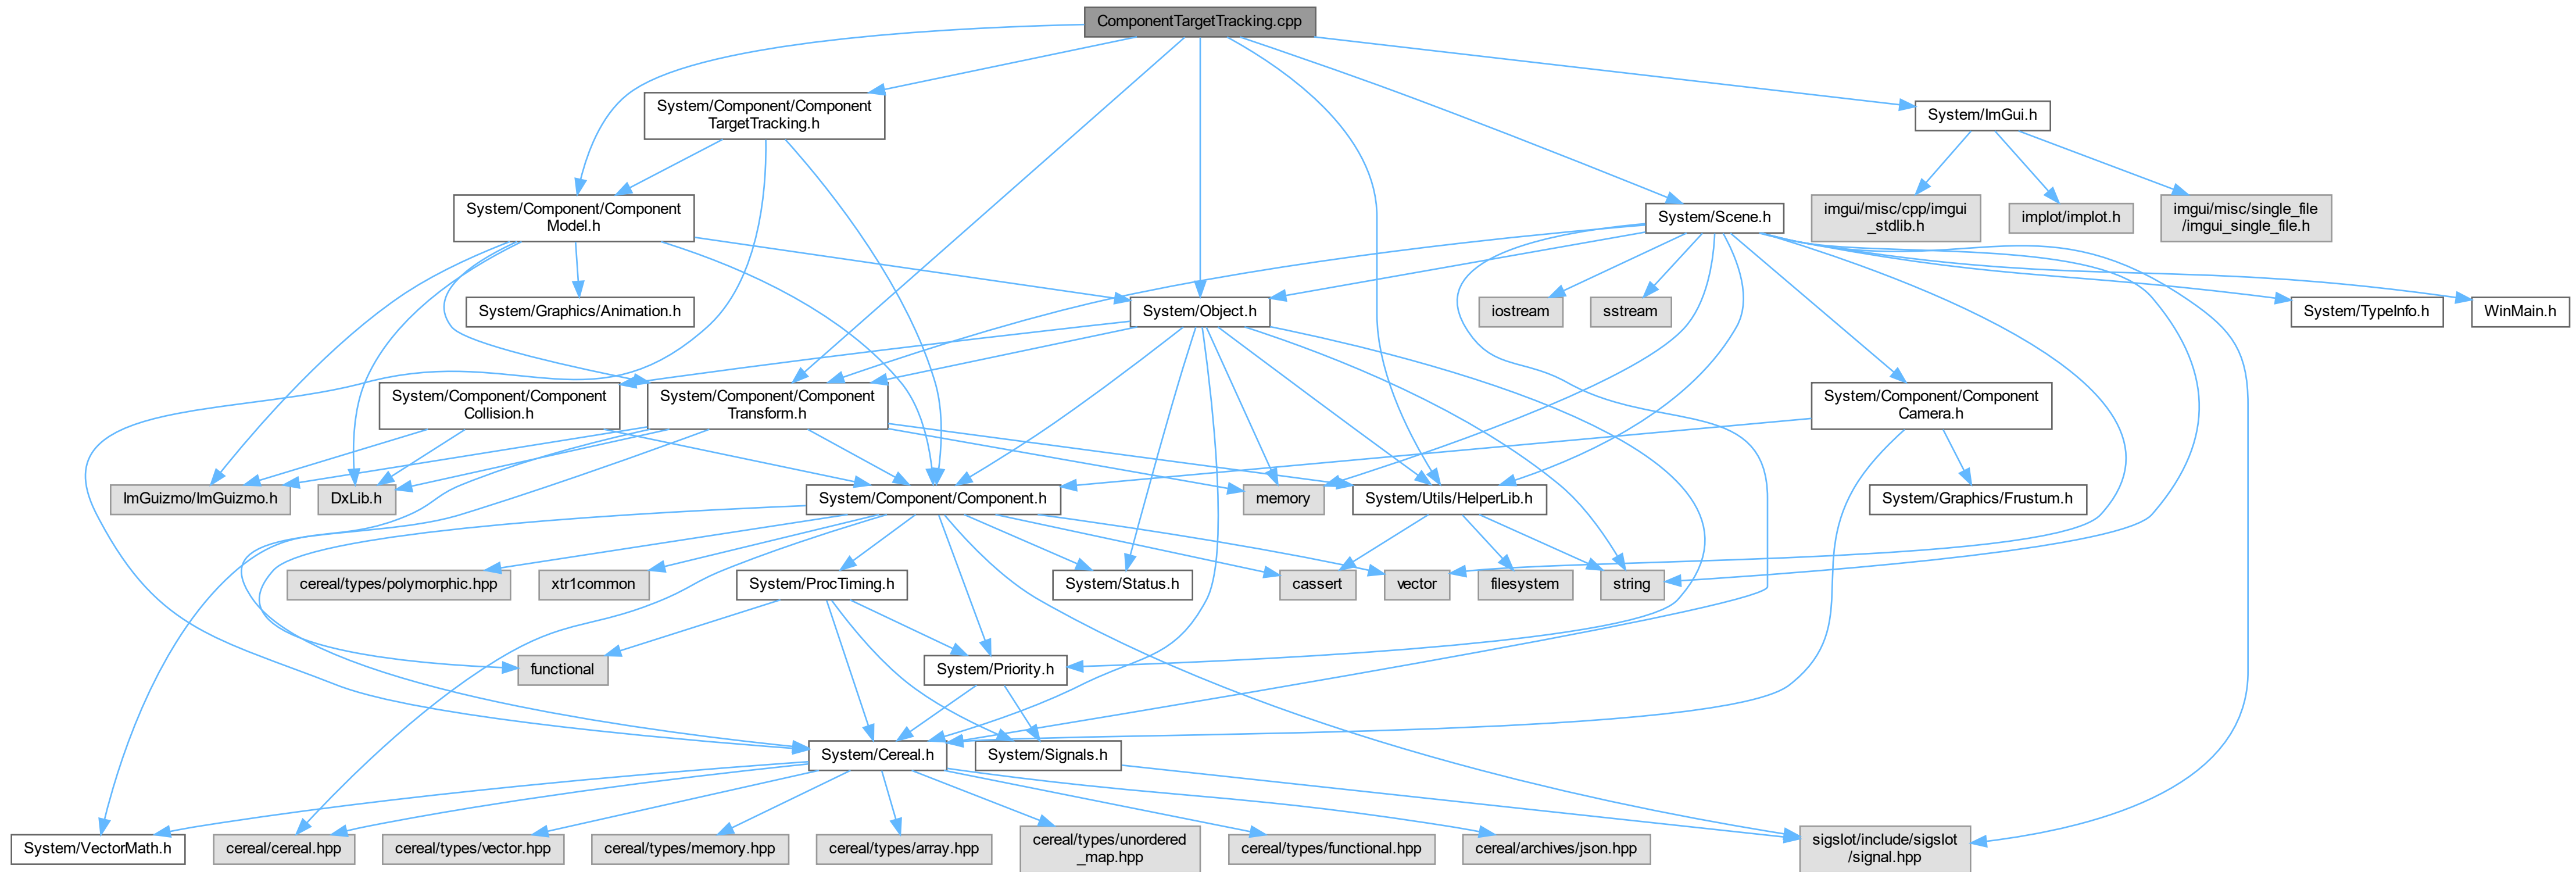 ComponentTargetTracking.cpp
System/Component/Component
TargetTracking.h
System/ImGui.h
System/Component/Component
Model.h
System/Scene.h
imgui/misc/cpp/imgui
_stdlib.h
implot/implot.h
imgui/misc/single_file
/imgui_single_file.h
System/Graphics/Animation.h
System/Object.h
iostream
sstream
System/TypeInfo.h
WinMain.h
System/Component/Component
Collision.h
System/Component/Component
Transform.h
System/Component/Component
Camera.h
ImGuizmo/ImGuizmo.h
DxLib.h
System/Component/Component.h
memory
System/Utils/HelperLib.h
System/Graphics/Frustum.h
cereal/types/polymorphic.hpp
xtr1common
System/ProcTiming.h
System/Status.h
cassert
vector
filesystem
string
functional
System/Priority.h
System/Cereal.h
System/Signals.h
System/VectorMath.h
cereal/cereal.hpp
cereal/types/vector.hpp
cereal/types/memory.hpp
cereal/types/array.hpp
cereal/types/unordered
_map.hpp
cereal/types/functional.hpp
cereal/archives/json.hpp
sigslot/include/sigslot
/signal.hpp